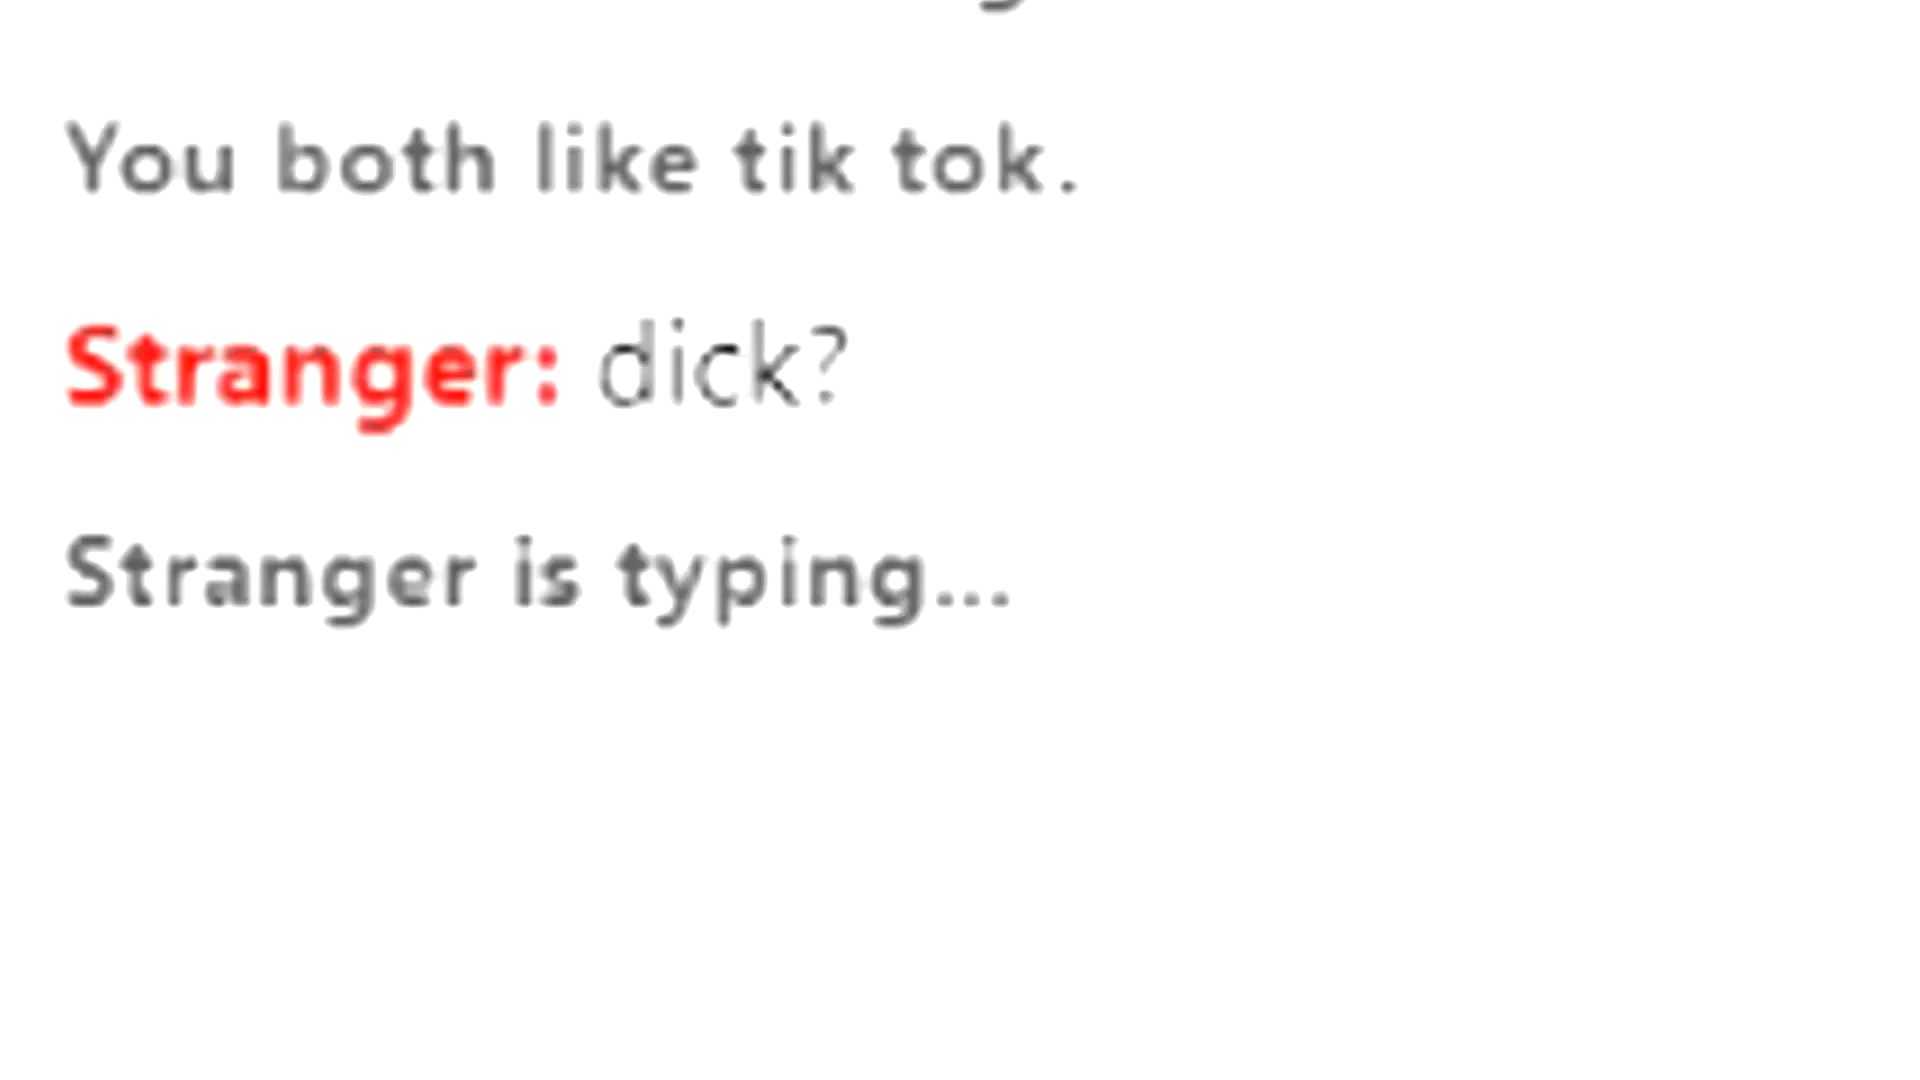 You both like tik tok.
Stranger: dick?
Stranger is typing...